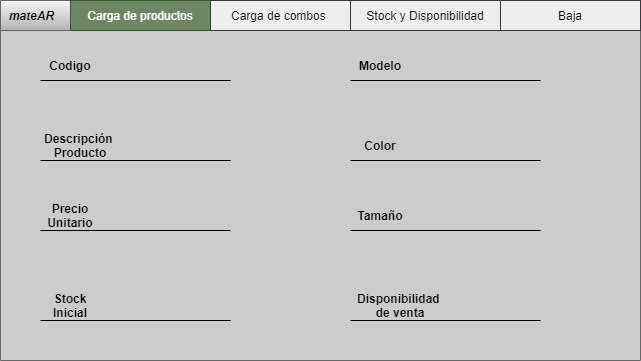 mateAR
Carga de productos
Carga de combos
Stock y Disponibilidad
Baja
Codigo
Modelo
Descripción
Producto
Color
Precio
Unitario
Tamaño
Stock
Inicial
Disponibilidad
de venta